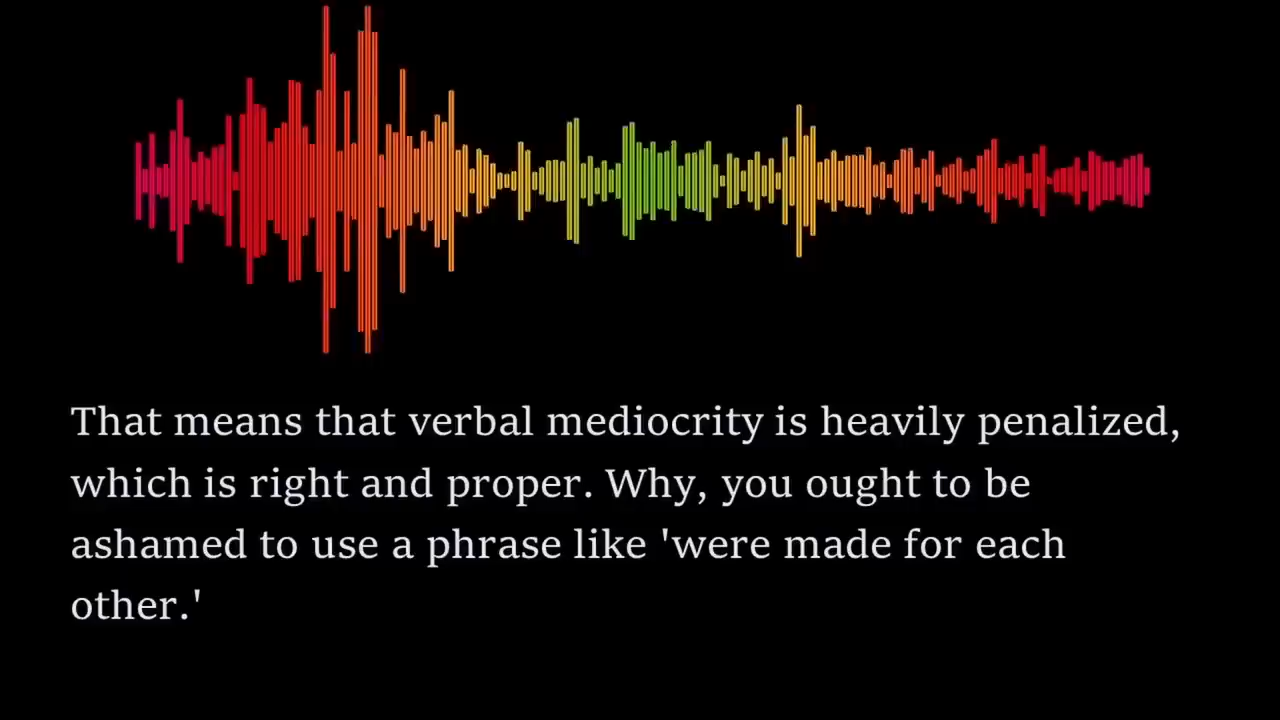 That means that verbal mediocrity is heavily penalized,
which is right and proper. Why, you ought to be
ashamed to use a phrase like 'were made for each
other.'